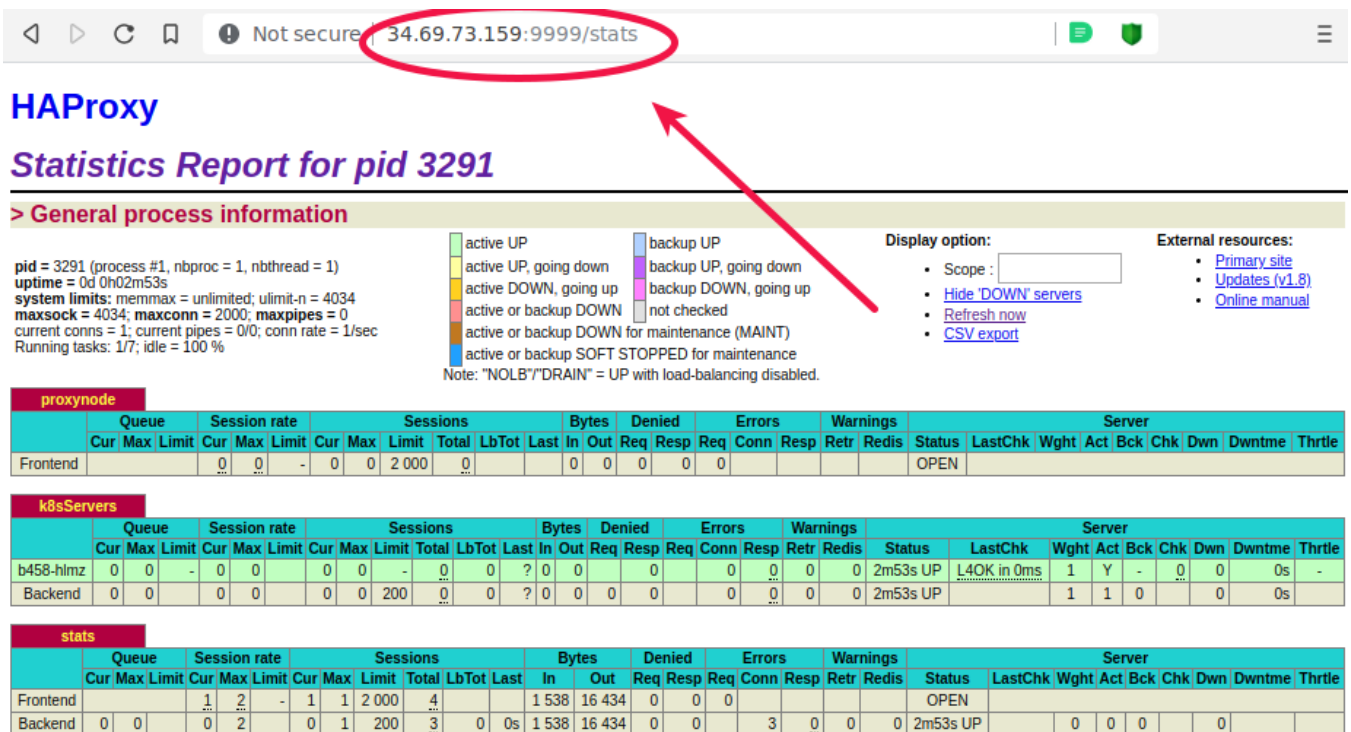 Not secure | 34.69.73.159:9999/stats
HAProxy
Statistics Report for pid 3291
> General process information
pid = 3291 (process #1, nbproc = 1, nbthread = 1)
uptime = 0d 0h02m53s
system limits: memmax = unlimited; ulimit-n = 4034
maxsock = 4034; maxconn = 2000; maxpipes = 0
current conns = 1; current pipes = 0/0; conn rate = 1/sec
Running tasks: 1/7; idle = 100 %
active UP backup UP
active UP, going down backup UP, going down
active DOWN, going up backup DOWN, going up
active or backup DOWN not checked
active or backup DOWN for maintenance (MAINT)
active or backup SOFT STOPPED for maintenance
Note: "NOLB"/"DRAIN" = UP with load-balancing disabled.
Display option:
• Scope :
• Hide 'DOWN' servers
• Refresh now
• CSV export
External resources:
• Primary site
• Updates (v1.8)
• Online manual
proxynode
Queue Session rate Sessions Bytes Denied Errors Warnings Server
Cur Max Limit Cur Max Limit Cur Max Limit Total LbTot Last In Out Req Resp Req Conn Resp Retr Redis Status LastChk Wght Act Bck Chk Dwn Dwntme Thrtle
Frontend 0 0 - 0 0 2 000 0 0 0 0 0 0 OPEN
k8sServers
Queue Session rate Sessions Bytes Denied Errors Warnings Server
Cur Max Limit Cur Max Limit Cur Max Limit Total LbTot Last In Out Req Resp Req Conn Resp Retr Redis Status LastChk Wght Act Bck Chk Dwn Dwntme Thrtle
b458-hlmz 0 0 - 0 0 0 0 - 0 0 ? 0 0 0 0 0 0 0 2m53s UP L4OK in 0ms 1 Y - 0 0 0s -
Backend 0 0 0 0 0 0 200 0 0 ? 0 0 0 0 0 0 0 0 2m53s UP 1 1 0 0 0s
stats
Queue Session rate Sessions Bytes Denied Errors Warnings Server
Cur Max Limit Cur Max Limit Cur Max Limit Total LbTot Last In Out Req Resp Req Conn Resp Retr Redis Status LastChk Wght Act Bck Chk Dwn Dwntme Thrtle
Frontend 1 2 - 1 1 2 000 4 1 538 16 434 0 0 0 OPEN
Backend 0 0 0 2 0 1 200 3 0 0s 1 538 16 434 0 0 3 0 0 0 2m53s UP 0 0 0 0